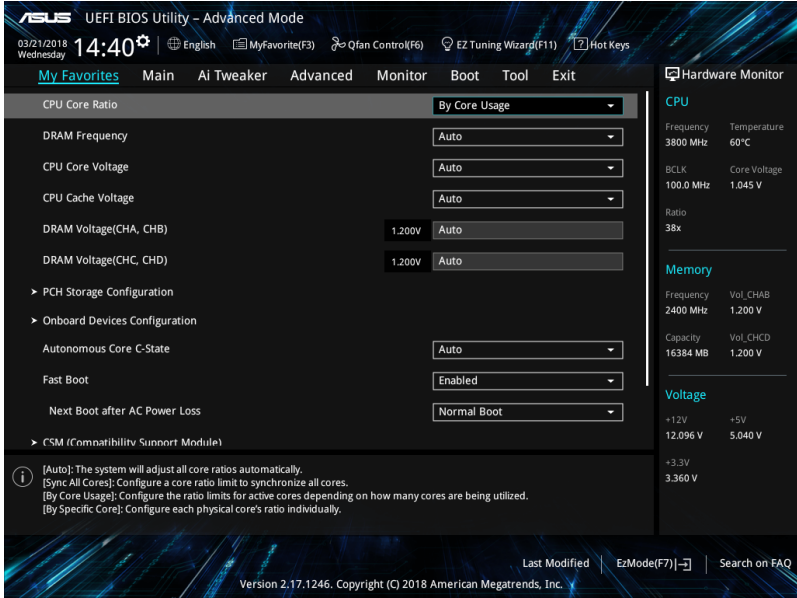 ASUS UEFI BIOS Utility – Advanced Mode
03/21/2018
Wednesday
14:40
English
MyFavorite(F3)
Qfan Control(F6)
EZ Tuning Wizard(F11)
? Hot Keys
My Favorites Main Ai Tweaker Advanced Monitor Boot Tool Exit
CPU Core Ratio By Core Usage
DRAM Frequency Auto
CPU Core Voltage Auto
CPU Cache Voltage Auto
DRAM Voltage(CHA, CHB) 1.200V Auto
DRAM Voltage(CHC, CHD) 1.200V Auto
> PCH Storage Configuration
> Onboard Devices Configuration
Autonomous Core C-State Auto
Fast Boot Enabled
Next Boot after AC Power Loss Normal Boot
> CSM (Compatibility Support Module)
[Auto]: The system will adjust all core ratios automatically.
[Sync All Cores]: Configure a core ratio limit to synchronize all cores.
[By Core Usage]: Configure the ratio limits for active cores depending on how many cores are being utilized.
[By Specific Core]: Configure each physical core's ratio individually.
Hardware Monitor
CPU
Frequency Temperature
3800 MHz 60°C
BCLK Core Voltage
100.0 MHz 1.045 V
Ratio
38x
Memory
Frequency Vol_CHAB
2400 MHz 1.200 V
Capacity Vol_CHCD
16384 MB 1.200 V
Voltage
+12V +5V
12.096 V 5.040 V
+3.3V
3.360 V
Last Modified EzMode(F7) Search on FAQ
Version 2.17.1246. Copyright (C) 2018 American Megatrends, Inc.